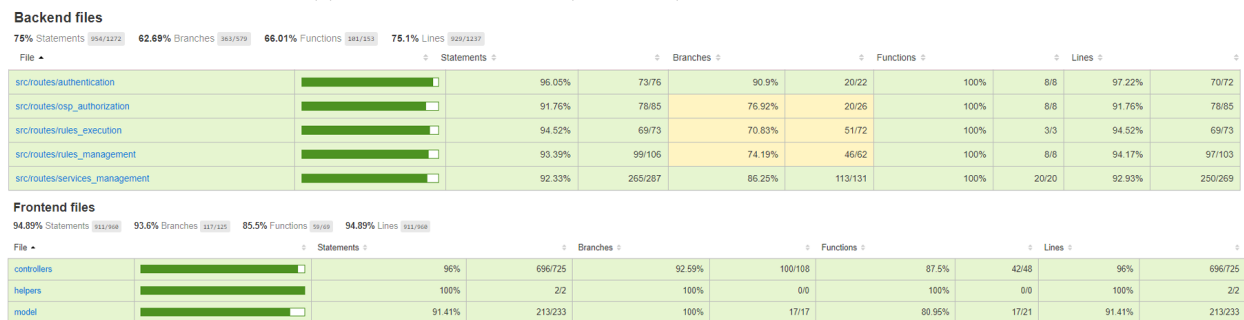 Backend files
75% Statements 954/1272 62.69% Branches 363/579 66.01% Functions 101/153 75.1% Lines 929/1237
File Statements Branches Functions Lines
src/routes/authentication 96.05% 73/76 90.9% 20/22 100% 8/8 97.22% 70/72
src/routes/osp_authorization 91.76% 78/85 76.92% 20/26 100% 8/8 91.76% 78/85
src/routes/rules_execution 94.52% 69/73 70.83% 51/72 100% 3/3 94.52% 69/73
src/routes/rules_management 93.39% 99/106 74.19% 46/62 100% 8/8 94.17% 97/103
src/routes/services_management 92.33% 265/287 86.25% 113/131 100% 20/20 92.93% 250/269
Frontend files
94.89% Statements 911/960 93.6% Branches 117/125 85.5% Functions 59/69 94.89% Lines 911/960
File Statements Branches Functions Lines
controllers 96% 696/725 92.59% 100/108 87.5% 42/48 96% 696/725
helpers 100% 2/2 100% 0/0 100% 0/0 100% 2/2
model 91.41% 213/233 100% 17/17 80.95% 17/21 91.41% 213/233